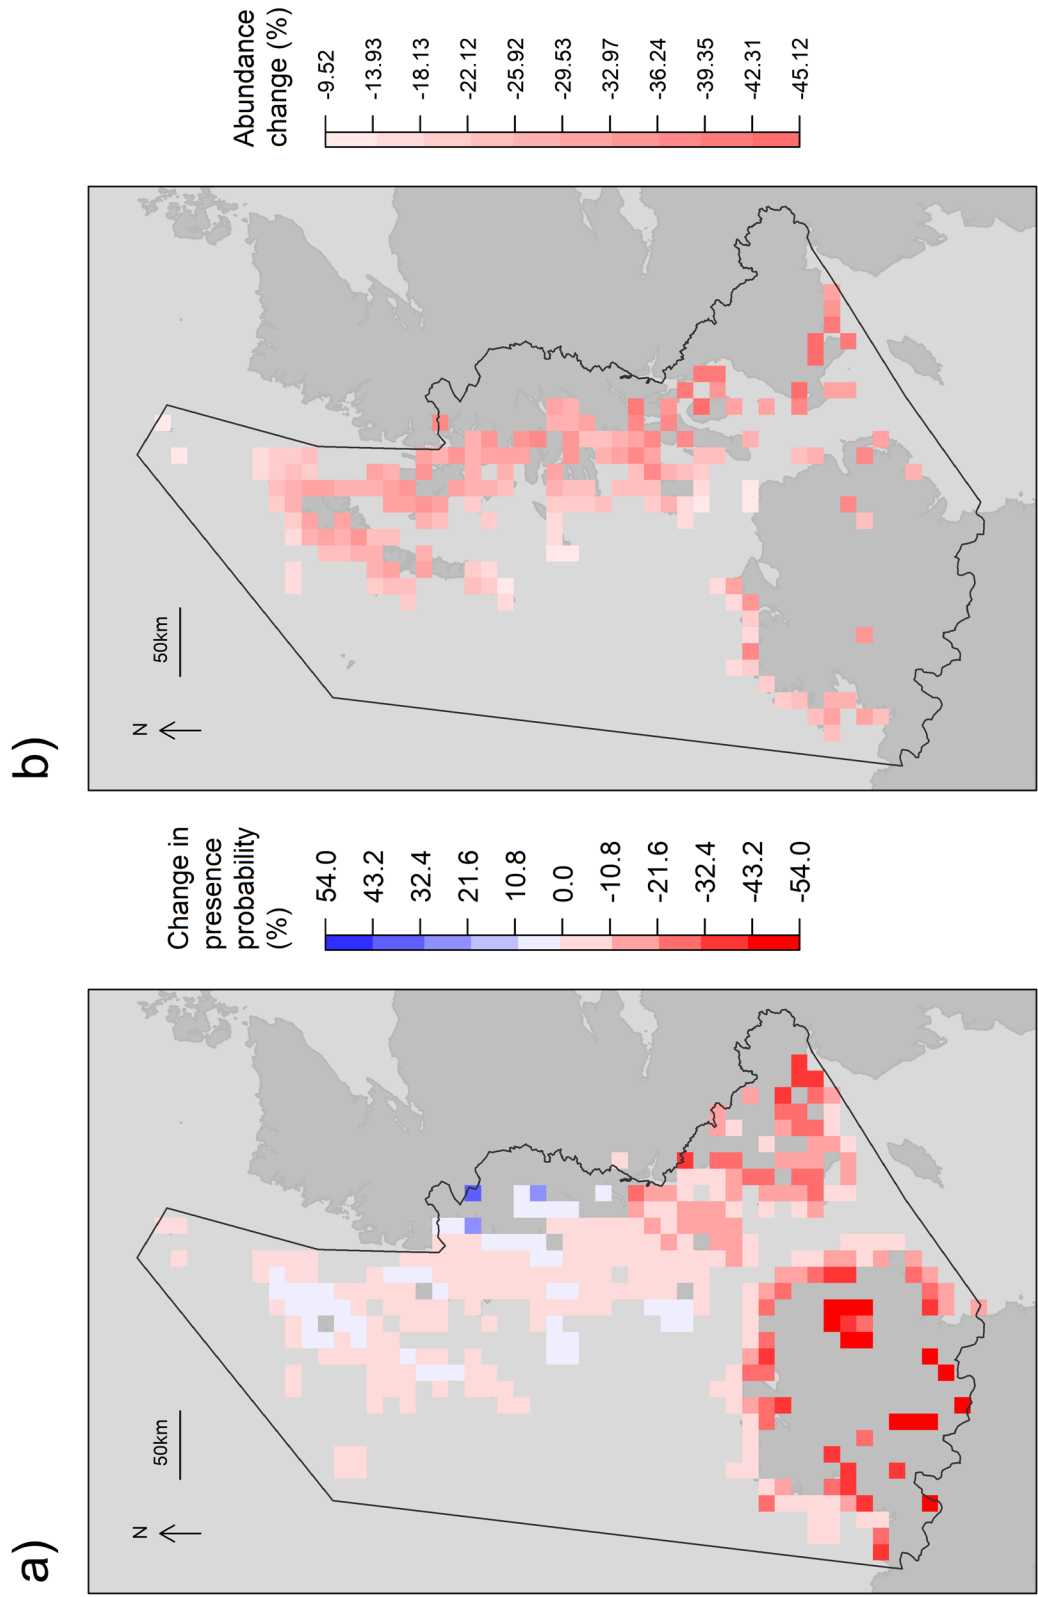 a)
N
50km
Change in
presence
probability
(%)
54.0
43.2
32.4
21.6
10.8
0.0
-10.8
-21.6
-32.4
-43.2
-54.0
b)
N
50km
Abundance
change (%)
-9.52
-13.93
-18.13
-22.12
-25.92
-29.53
-32.97
-36.24
-39.35
-42.31
-45.12